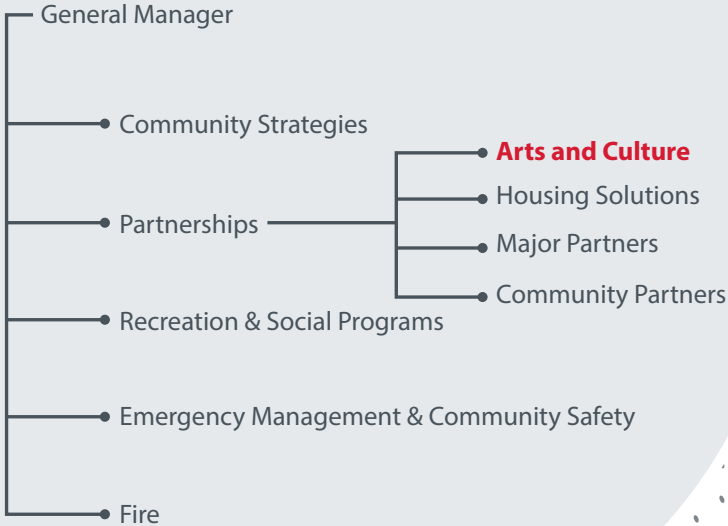 General Manager
Community Strategies
Partnerships
Arts and Culture
Housing Solutions
Major Partners
Community Partners
Recreation & Social Programs
Emergency Management & Community Safety
Fire